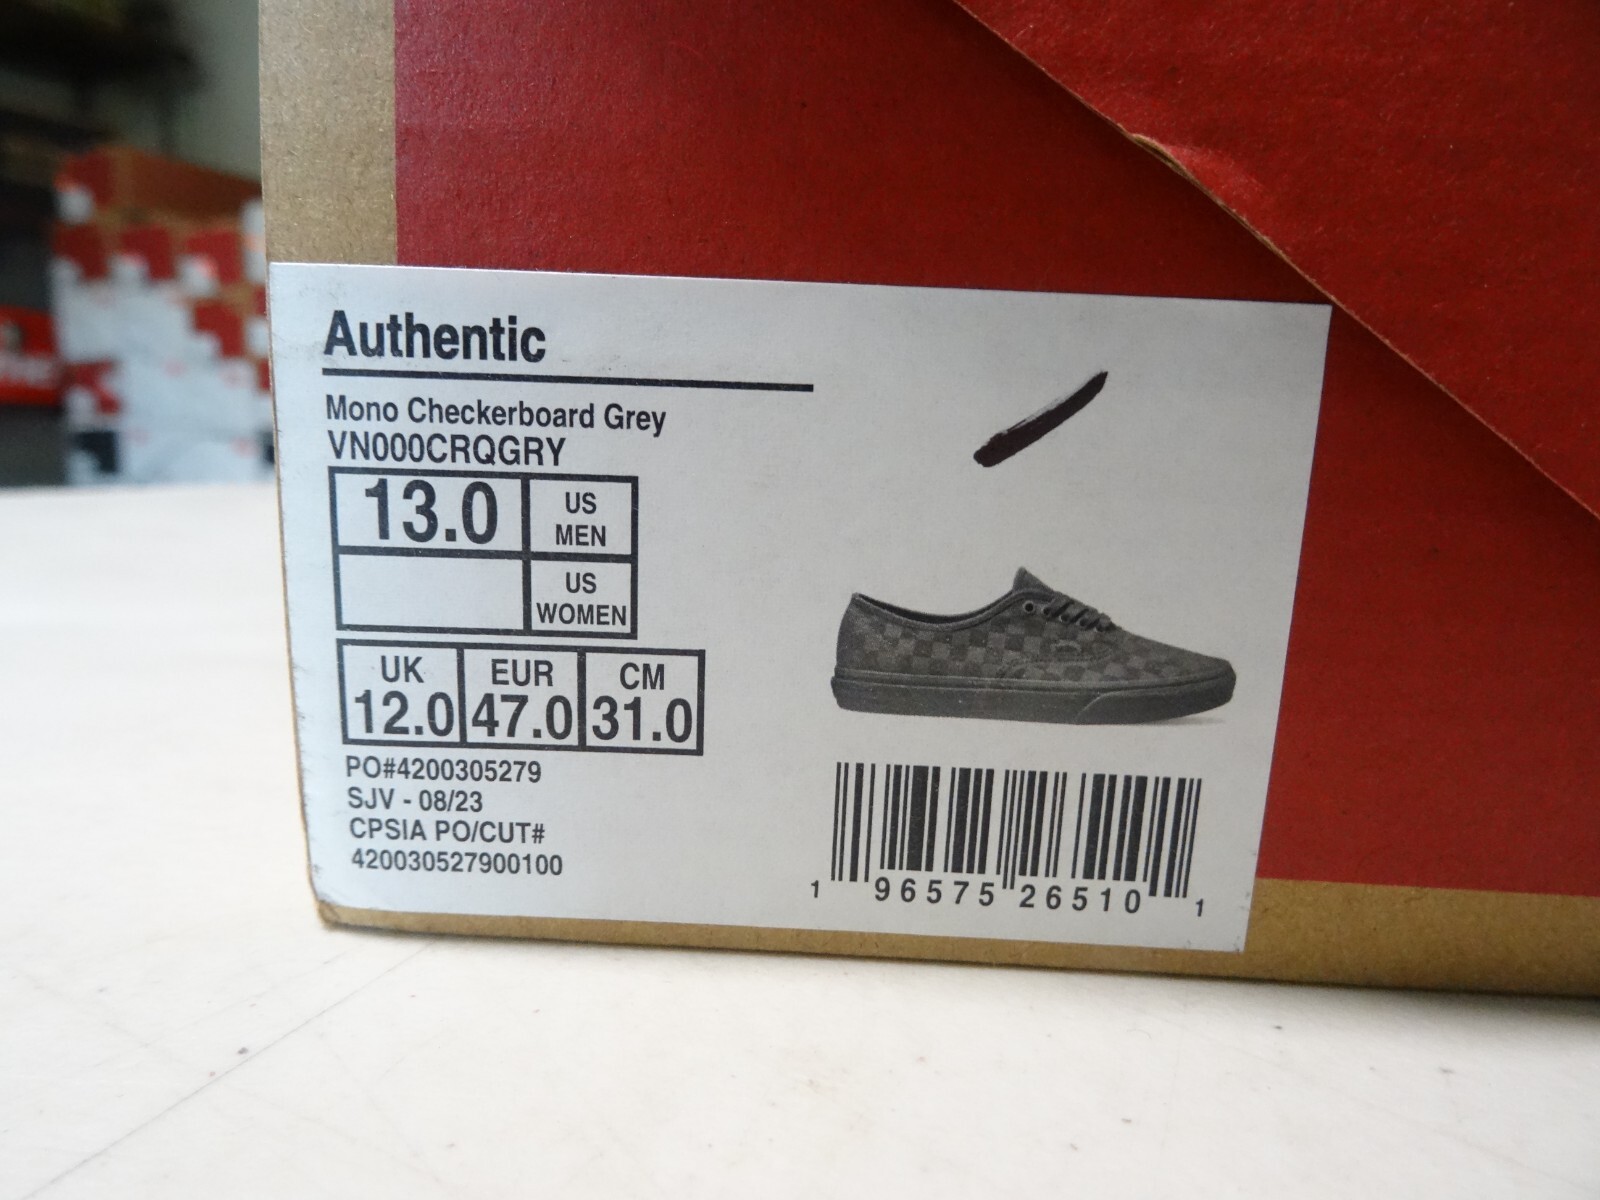 Authentic
Mono Checkerboard Grey
VN000CRQGRY
13.0 US MEN
US WOMEN
UK EUR CM
12.0 47.0 31.0
PO#4200305279
SJV - 08/23
CPSIA PO/CUT#
420030527900100
1 96575 26510 1